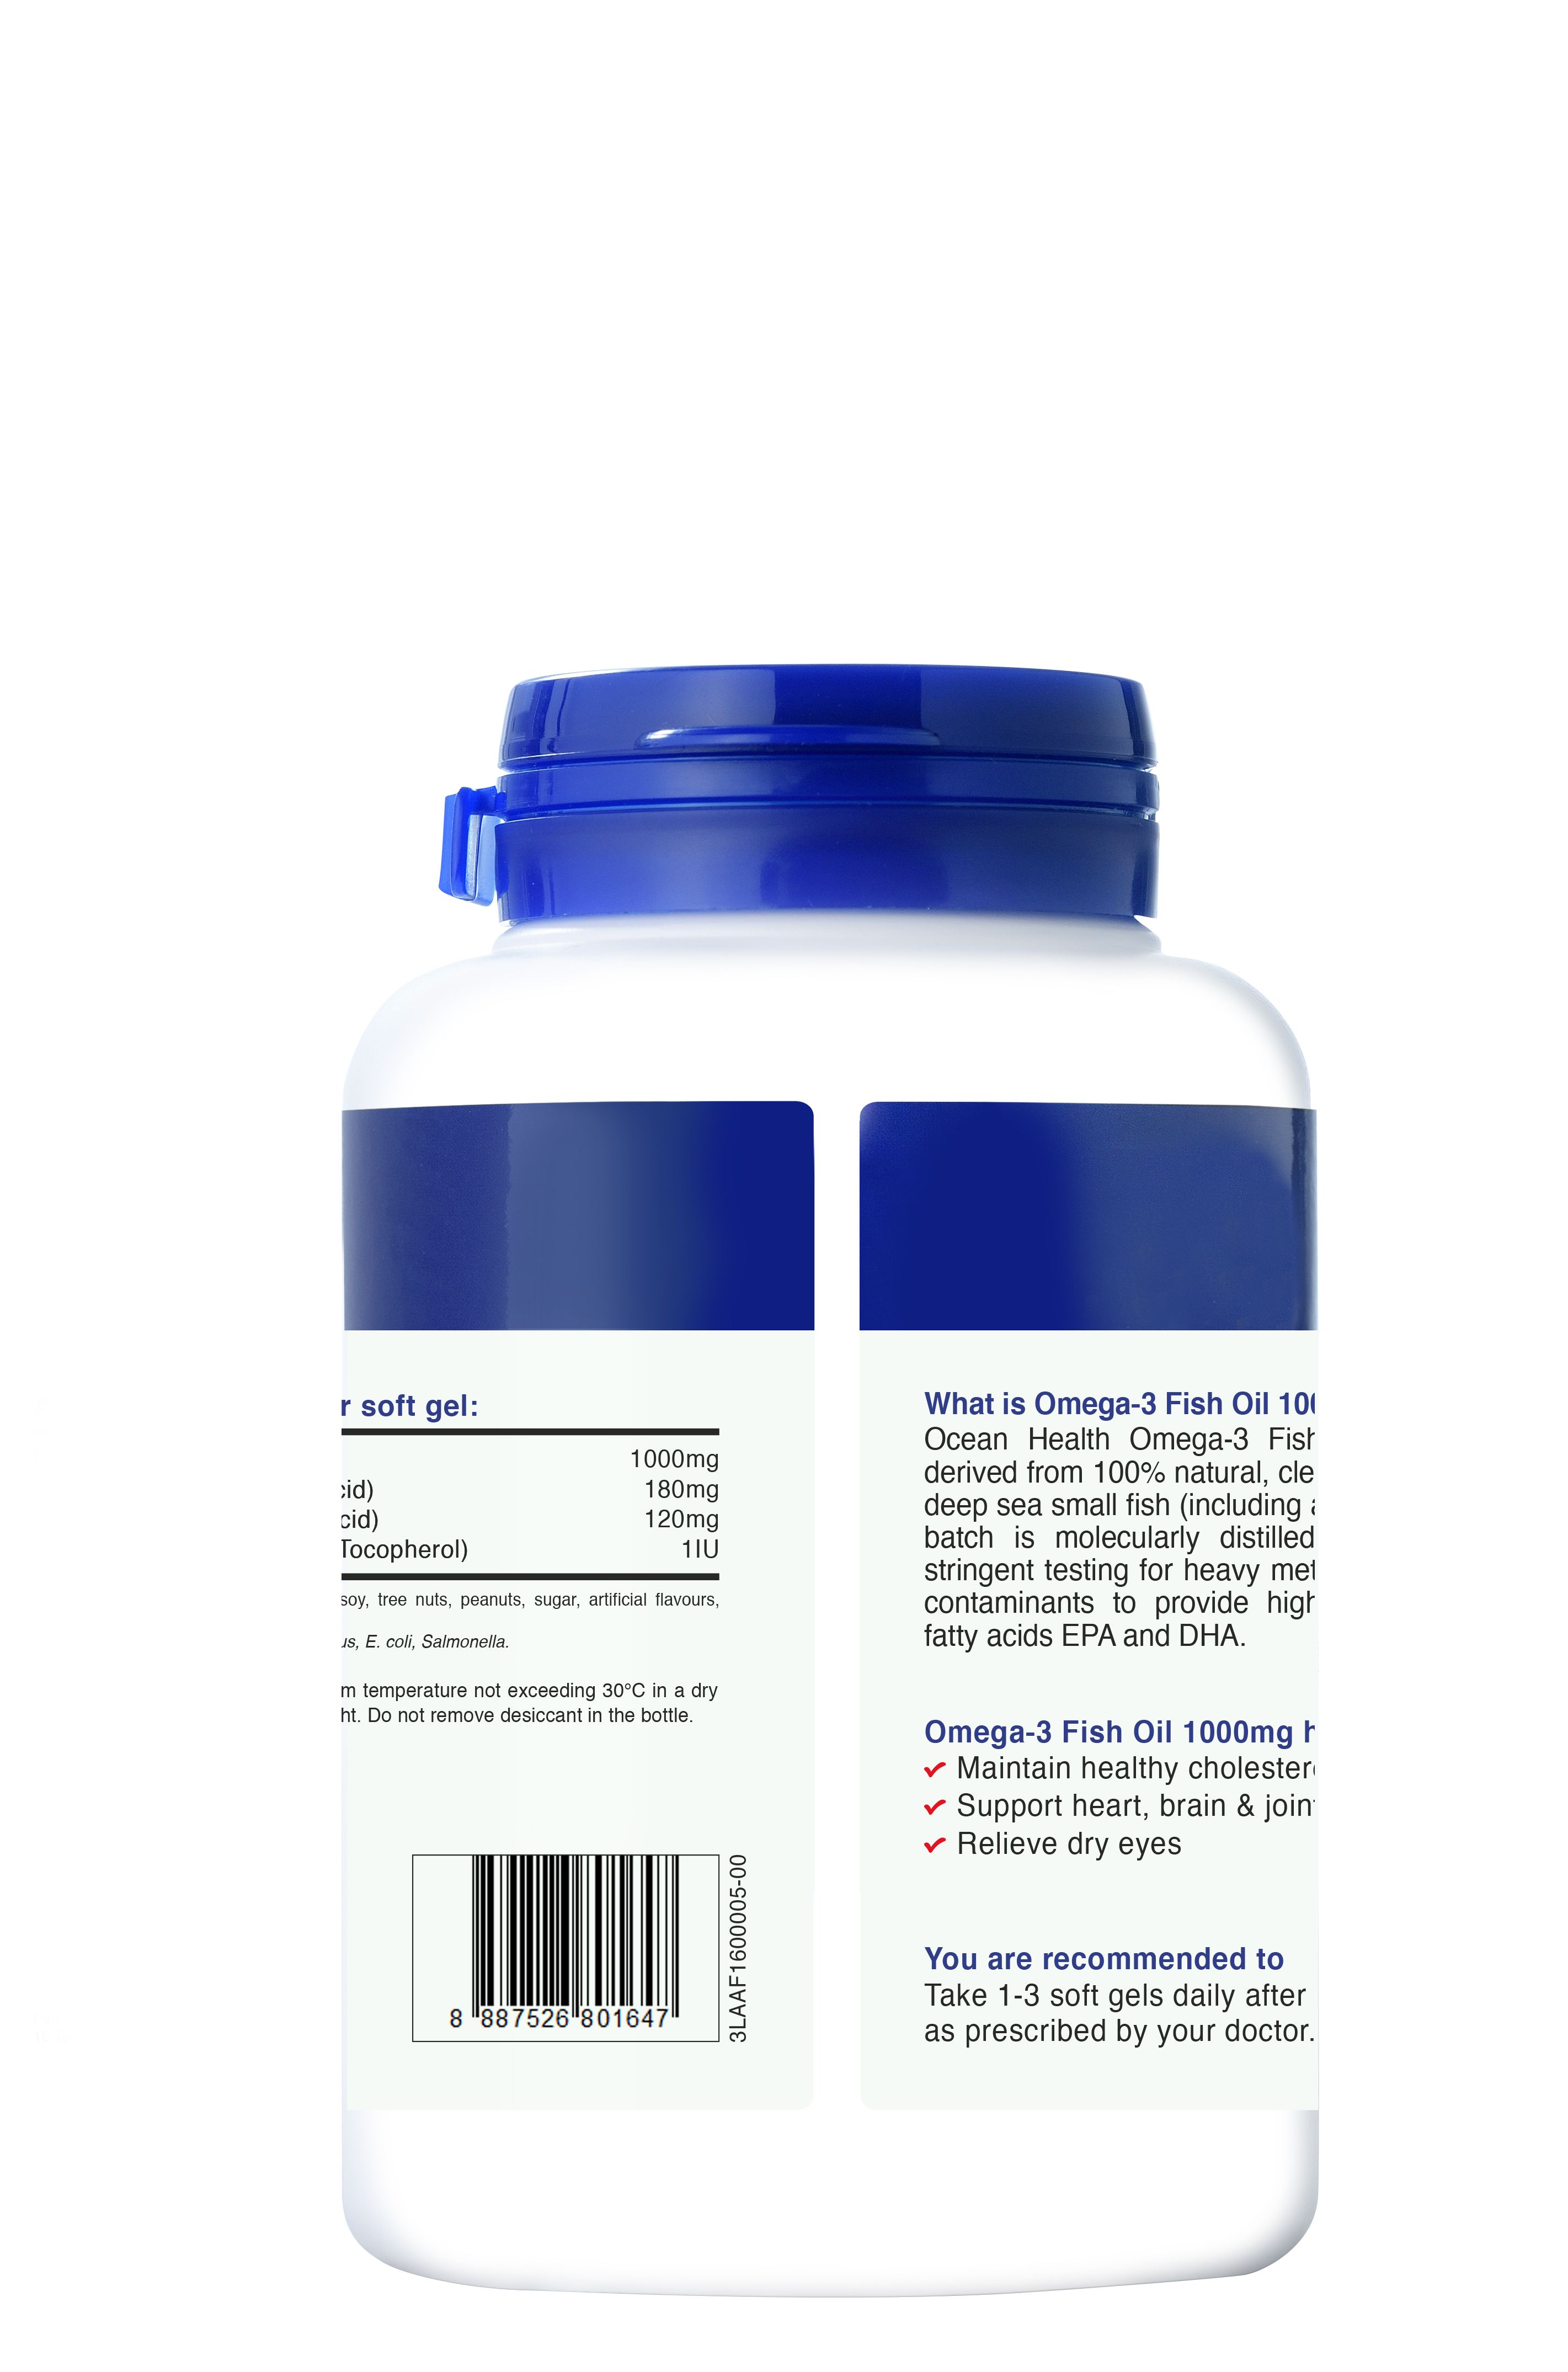 r soft gel:
1000mg
cid) 180mg
cid) 120mg
Tocopherol) 1IU
soy, tree nuts, peanuts, sugar, artificial flavours,
us, E. coli, Salmonella.
m temperature not exceeding 30°C in a dry
ht. Do not remove desiccant in the bottle.
8 887526 801647
3LAAF1600005-00
What is Omega-3 Fish Oil 100
Ocean Health Omega-3 Fish
derived from 100% natural, cle
deep sea small fish (including a
batch is molecularly distilled
stringent testing for heavy met
contaminants to provide high
fatty acids EPA and DHA.
Omega-3 Fish Oil 1000mg h
Maintain healthy cholester
Support heart, brain & joint
Relieve dry eyes
You are recommended to
Take 1-3 soft gels daily after
as prescribed by your doctor.